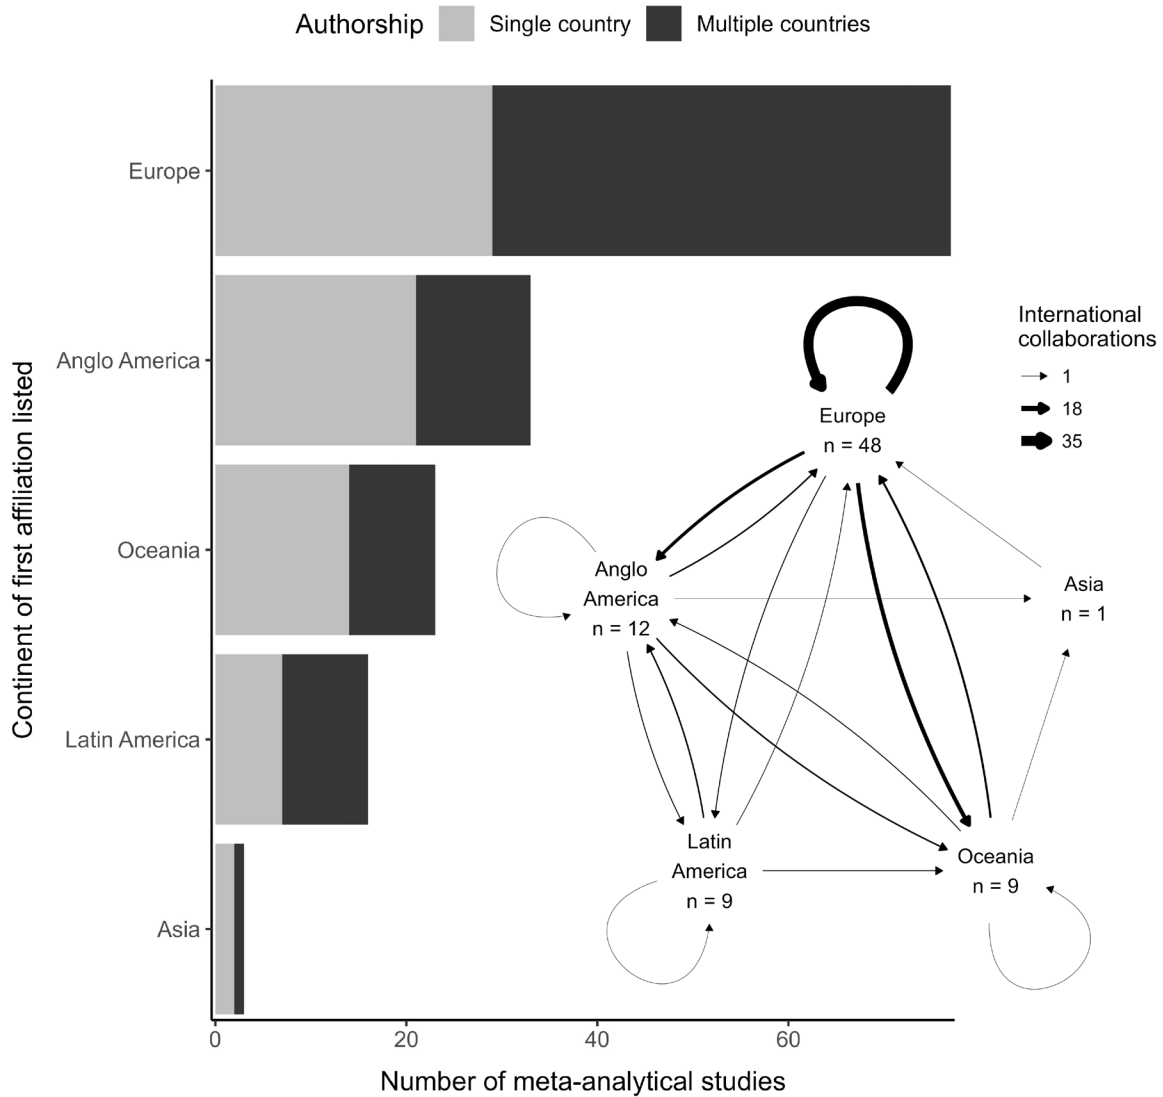 Authorship Single country Multiple countries
Continent of first affiliation listed
Europe
Anglo America
Oceania
Latin America
Asia
0 20 40 60
Number of meta-analytical studies
International
collaborations
1
18
35
Europe
n = 48
Anglo
America
n = 12
Asia
n = 1
Latin
America
n = 9
Oceania
n = 9